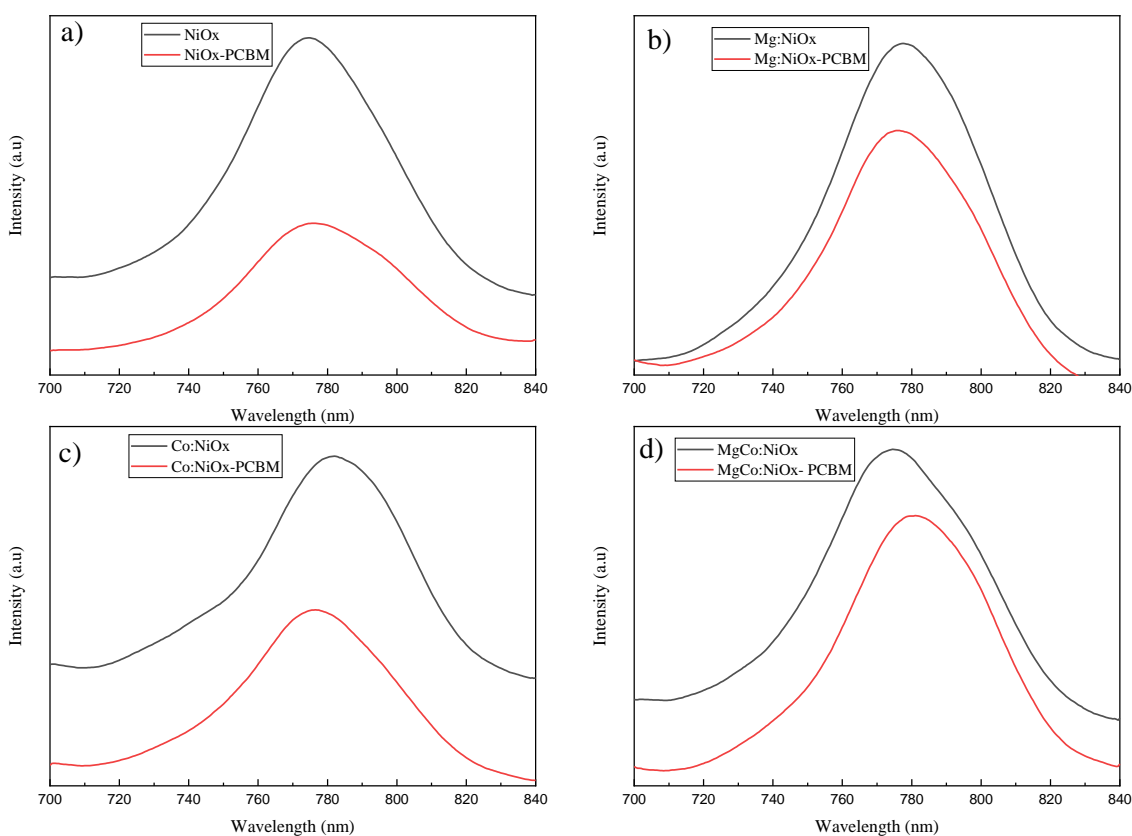 a)
NiOx
NiOx-PCBM
Intensity (a.u)
700 720 740 760 780 800 820 840
Wavelength (nm)
b)
Mg:NiOx
Mg:NiOx-PCBM
Intensity (a.u)
700 720 740 760 780 800 820 840
Wavelength (nm)
c)
Co:NiOx
Co:NiOx-PCBM
Intensity (a.u)
700 720 740 760 780 800 820 840
Wavelength (nm)
d)
MgCo:NiOx
MgCo:NiOx- PCBM
Intensity (a.u)
700 720 740 760 780 800 820 840
Wavelength (nm)